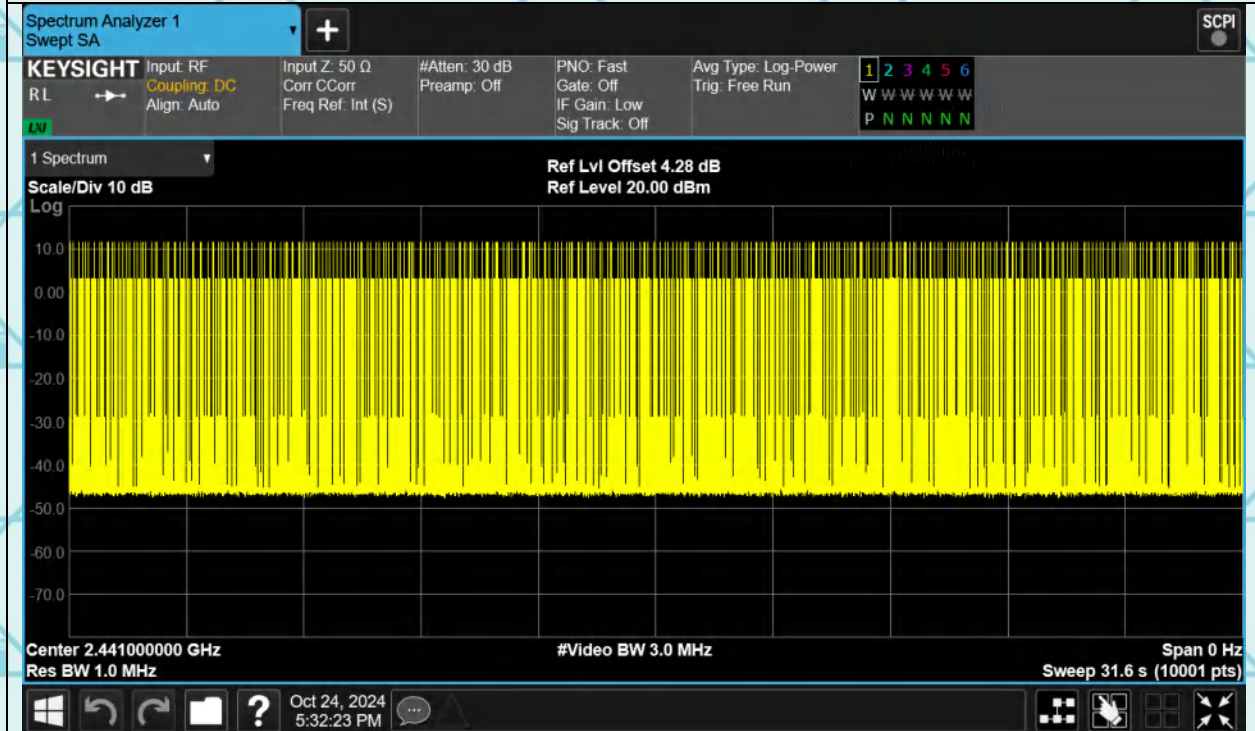 Spectrum Analyzer 1
Swept SA
+
SCPI
KEYSIGHT
RL
LXI
Input: RF
Coupling: DC
Align: Auto
Input Z: 50 Ω
Corr CCorr
Freq Ref: Int (S)
#Atten: 30 dB
Preamp: Off
PNO: Fast
Gate: Off
IF Gain: Low
Sig Track: Off
Avg Type: Log-Power
Trig: Free Run
1 2 3 4 5 6
W W W W W W
P N N N N N
1 Spectrum
Scale/Div 10 dB
Ref Lvl Offset 4.28 dB
Ref Level 20.00 dBm
Log
10.0
0.00
-10.0
-20.0
-30.0
-40.0
-50.0
-60.0
-70.0
Center 2.441000000 GHz
Res BW 1.0 MHz
#Video BW 3.0 MHz
Span 0 Hz
Sweep 31.6 s (10001 pts)
?
Oct 24, 2024
5:32:23 PM